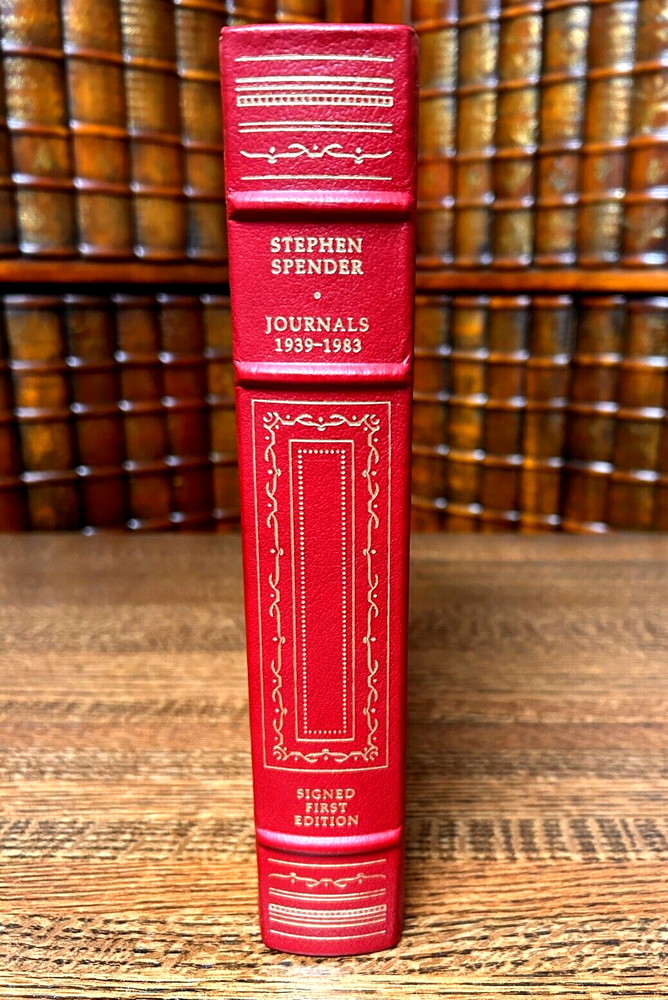 STEPHEN
SPENDER
JOURNALS
1939–1983
SIGNED
FIRST
EDITION